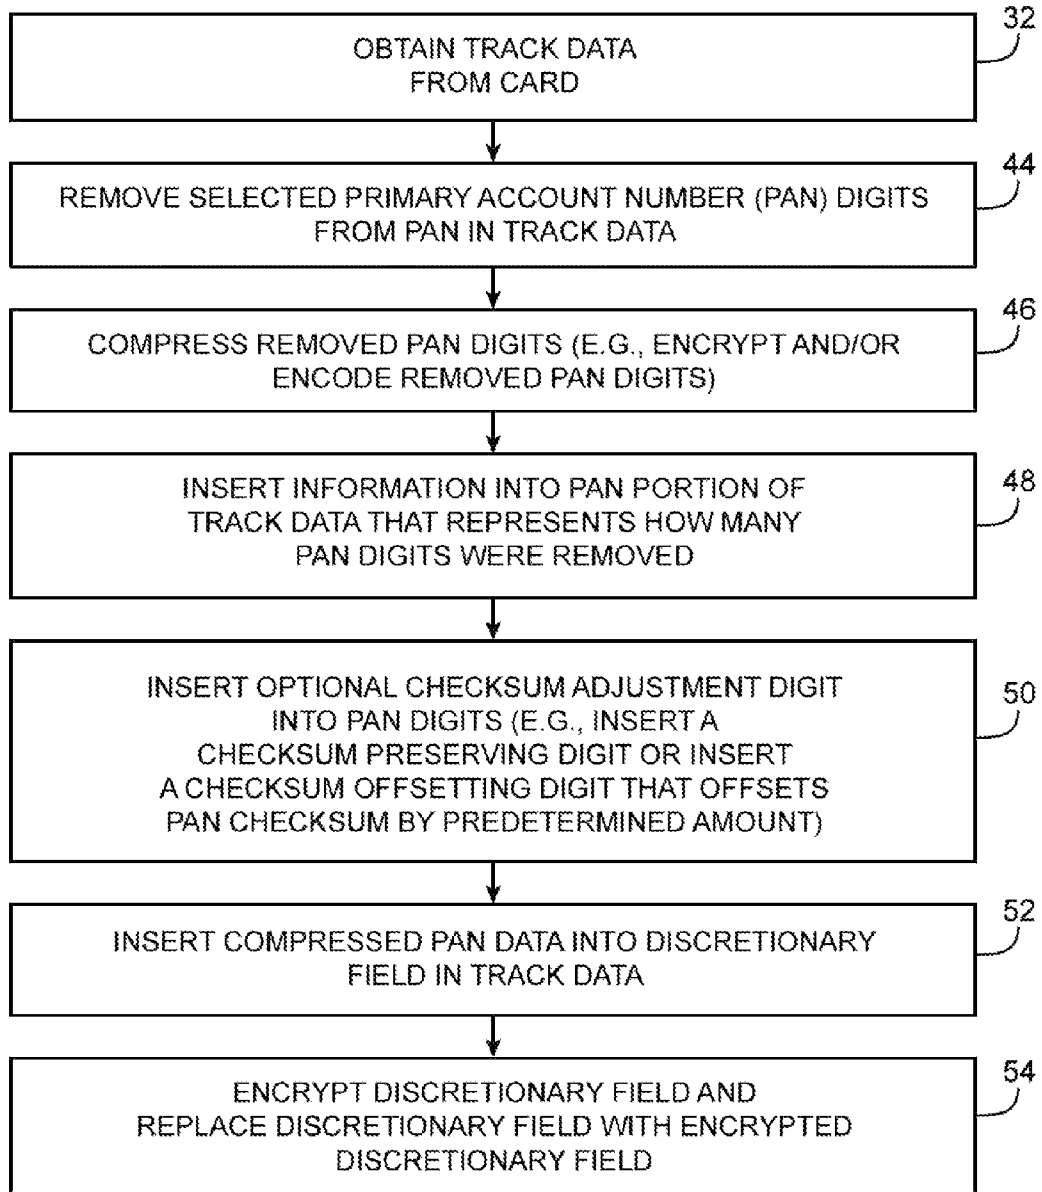 32
OBTAIN TRACK DATA
FROM CARD
44
REMOVE SELECTED PRIMARY ACCOUNT NUMBER (PAN) DIGITS
FROM PAN IN TRACK DATA
46
COMPRESS REMOVED PAN DIGITS (E.G., ENCRYPT AND/OR
ENCODE REMOVED PAN DIGITS)
48
INSERT INFORMATION INTO PAN PORTION OF
TRACK DATA THAT REPRESENTS HOW MANY
PAN DIGITS WERE REMOVED
50
INSERT OPTIONAL CHECKSUM ADJUSTMENT DIGIT
INTO PAN DIGITS (E.G., INSERT A
CHECKSUM PRESERVING DIGIT OR INSERT
A CHECKSUM OFFSETTING DIGIT THAT OFFSETS
PAN CHECKSUM BY PREDETERMINED AMOUNT)
52
INSERT COMPRESSED PAN DATA INTO DISCRETIONARY
FIELD IN TRACK DATA
54
ENCRYPT DISCRETIONARY FIELD AND
REPLACE DISCRETIONARY FIELD WITH ENCRYPTED
DISCRETIONARY FIELD